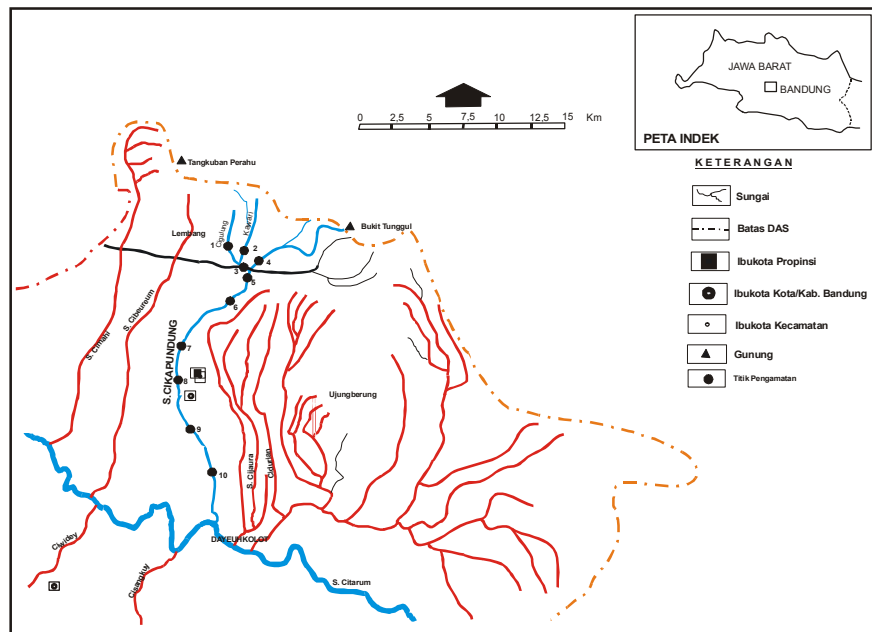 JAWA BARAT
BANDUNG
PETA INDEK
KETERANGAN
Sungai
Batas DAS
Ibukota Propinsi
Ibukota Kota/Kab. Bandung
Ibukota Kecamatan
Gunung
Titik Pengamatan
0 2,5 5 7,5 10 12,5 15 Km
Tangkuban Perahu
Bukit Tunggul
Lembang
Cigulung
Kawari
1
2
3
4
5
6
7
8
9
10
S. Cimahi
S. Cibeureum
S.CIKAPUNDUNG
Ujungberung
S. Cijaura
Cidurian
DAYEUHKOLOT
Ciwidey
Cisangkuy
S. Citarum